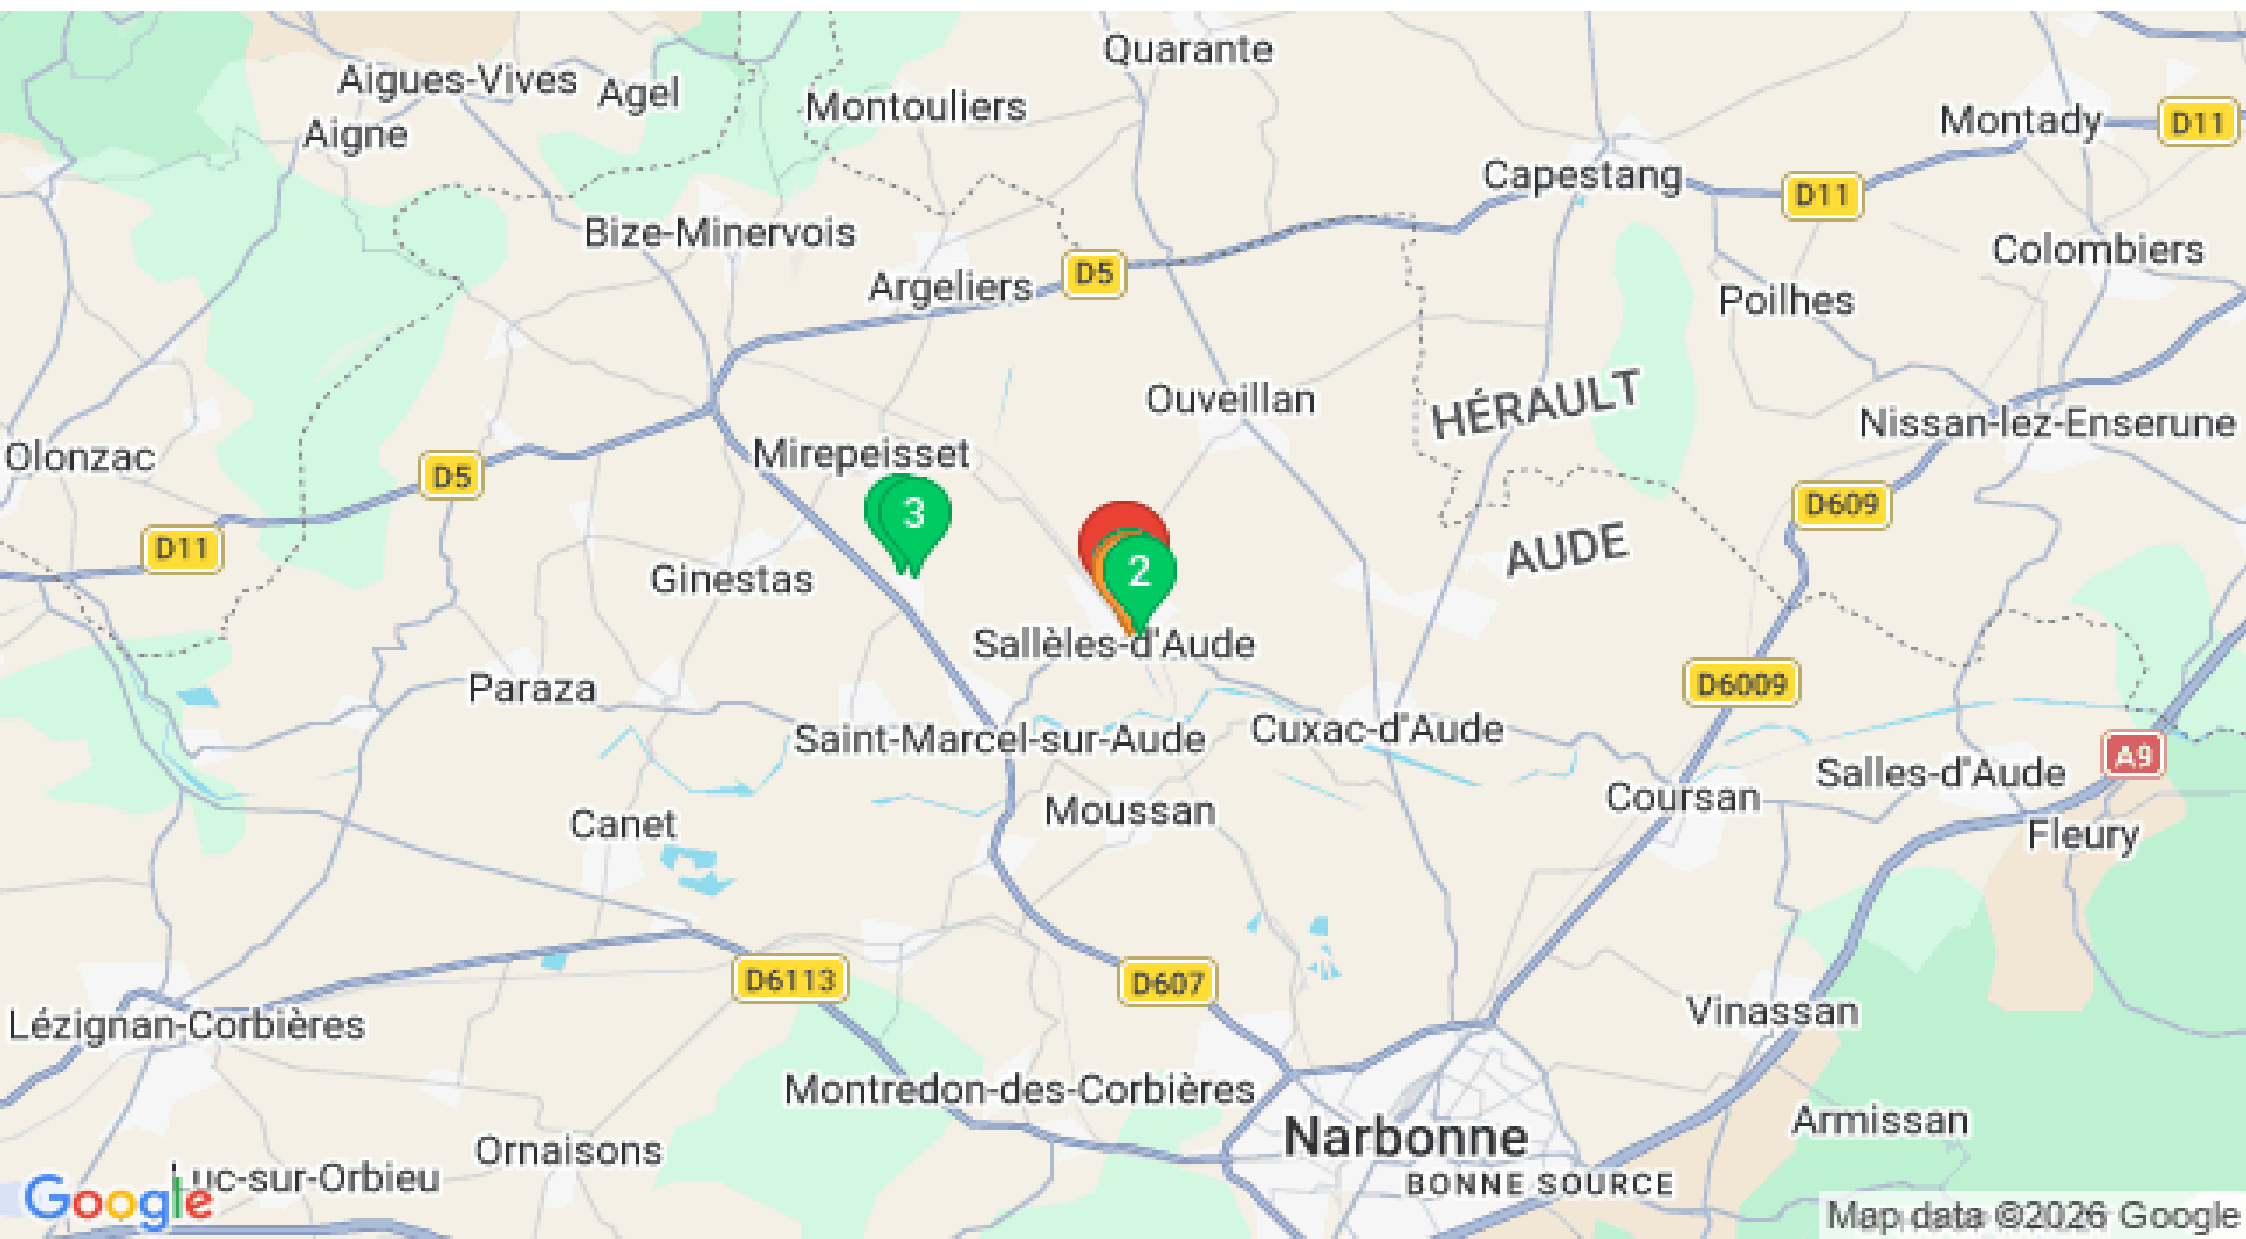 Quarante
Aigues-Vives
Agel
Montouliers
Aigne
Montady
D11
Capestang
D11
Bize-Minervois
Colombiers
Argeliers
D5
Poilhes
Ouveillan
HÉRAULT
Nissan-lez-Enserune
Olonzac
Mirepeisset
D5
D609
3
D11
AUDE
2
Ginestas
Sallèles-d'Aude
Paraza
D6009
Saint-Marcel-sur-Aude
Cuxac-d'Aude
A9
Salles-d'Aude
Coursan
Moussan
Canet
Fleury
D6113
D607
Vinassan
Lézignan-Corbières
Montredon-des-Corbières
Armissan
Narbonne
Ornaisons
Luc-sur-Orbieu
BONNE SOURCE
Google
Map data ©2026 Google